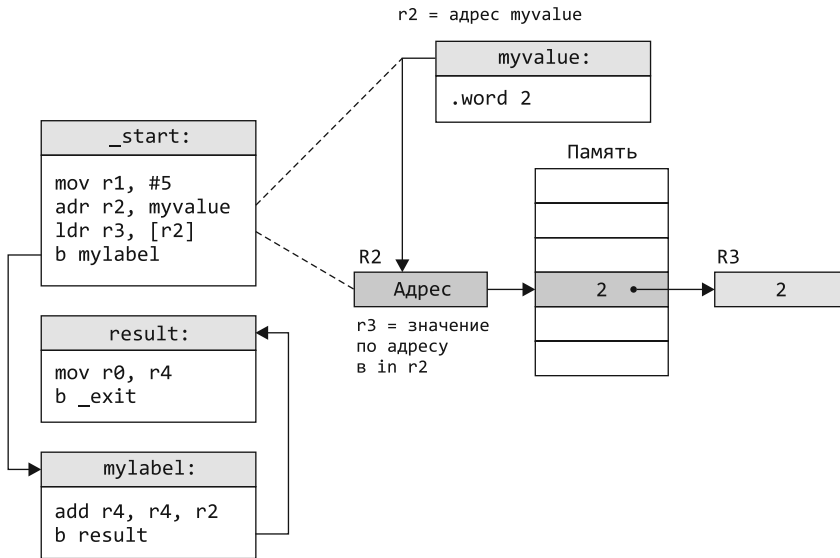 r2 = адрес myvalue
myvalue:
.word 2
_start:
mov r1, #5
adr r2, myvalue
ldr r3, [r2]
b mylabel
Память
R2
Адрес
2
R3
2
r3 = значение
по адресу
в in r2
result:
mov r0, r4
b _exit
mylabel:
add r4, r4, r2
b result